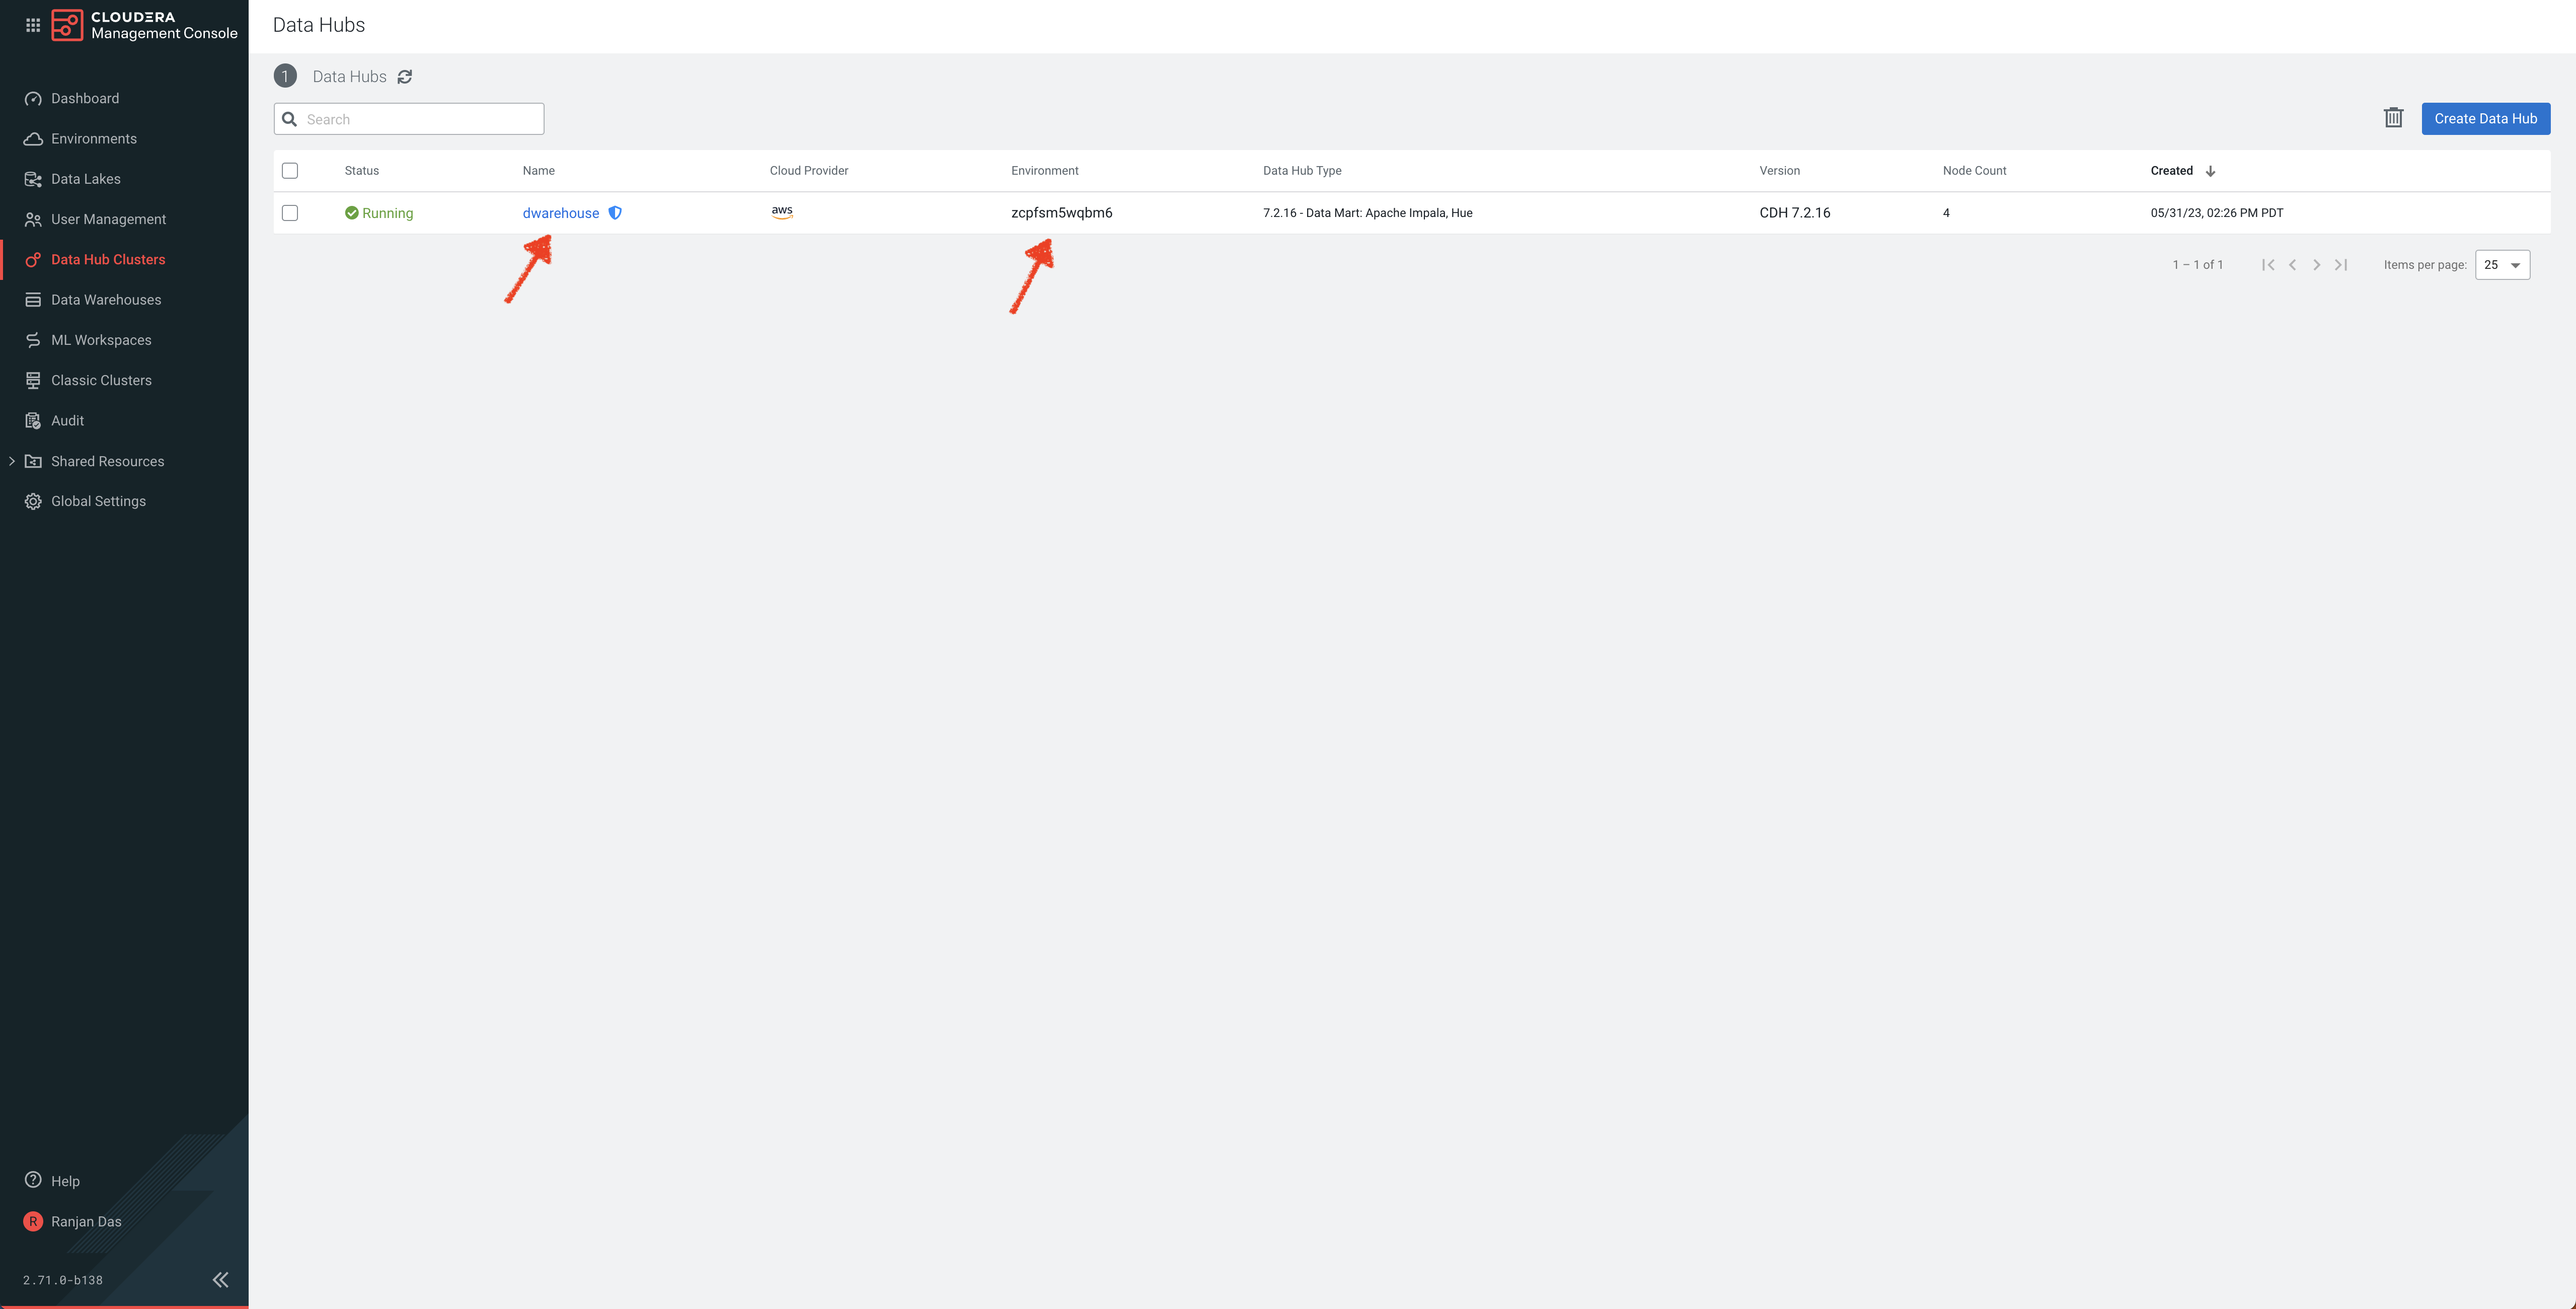 CLOUDERA
Management Console
Dashboard
Environments
Data Lakes
User Management
Data Hub Clusters
Data Warehouses
ML Workspaces
Classic Clusters
Audit
Shared Resources
Global Settings
Help
R Ranjan Das
2.71.0-b138
Data Hubs
1 Data Hubs
Search
Create Data Hub
Status Name Cloud Provider Environment Data Hub Type Version Node Count Created
Running dwarehouse aws zcpfsm5wqbm6 7.2.16 - Data Mart: Apache Impala, Hue CDH 7.2.16 4 05/31/23, 02:26 PM PDT
1 – 1 of 1 Items per page: 25